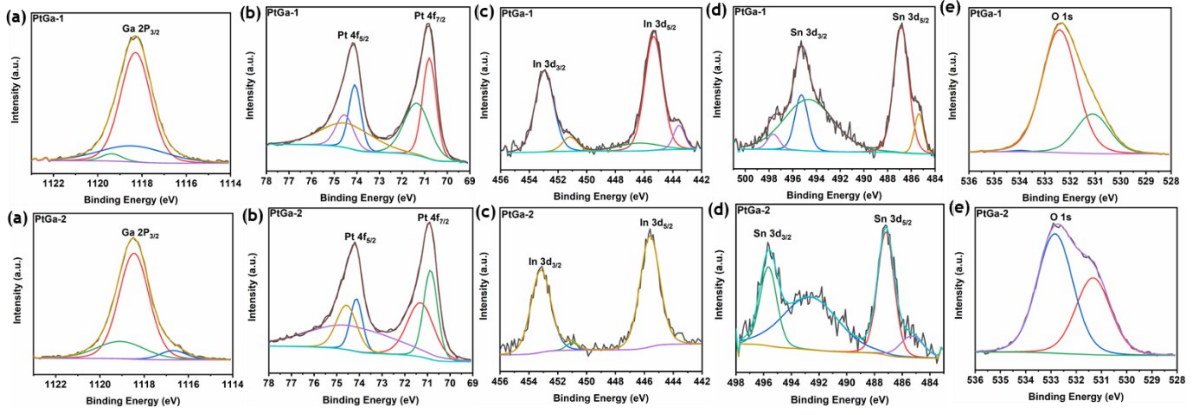 (a) PtGa-1
Ga 2P3/2
Intensity (a.u.)
1122 1120 1118 1116 1114
Binding Energy (eV)
(b) PtGa-1
Pt 4f5/2
Pt 4f7/2
Intensity (a.u.)
78 77 76 75 74 73 72 71 70 69
Binding Energy (eV)
(c) PtGa-1
In 3d3/2
In 3d5/2
Intensity (a.u.)
456 454 452 450 448 446 444 442
Binding Energy (eV)
(d) PtGa-1
Sn 3d3/2
Sn 3d5/2
Intensity (a.u.)
500 498 496 494 492 490 488 486 484
Binding Energy (eV)
(e) PtGa-1
O 1s
Intensity (a.u.)
536 535 534 533 532 531 530 529 528
Binding Energy (eV)
(a) PtGa-2
Ga 2P3/2
Intensity (a.u.)
1122 1120 1118 1116 1114
Binding Energy (eV)
(b) PtGa-2
Pt 4f5/2
Pt 4f7/2
Intensity (a.u.)
78 77 76 75 74 73 72 71 70 69
Binding Energy (eV)
(c) PtGa-2
In 3d3/2
In 3d5/2
Intensity (a.u.)
456 454 452 450 448 446 444 442
Binding Energy (eV)
(d) PtGa-2
Sn 3d3/2
Sn 3d5/2
Intensity (a.u.)
498 496 494 492 490 488 486 484
Binding Energy (eV)
(e) PtGa-2
O 1s
Intensity (a.u.)
536 535 534 533 532 531 530 529 528
Binding Energy (eV)